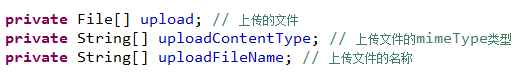 private File[] upload; // 上传的文件
private String[] uploadContentType; // 上传文件的mimeType类型
private String[] uploadFileName; // 上传文件的名称